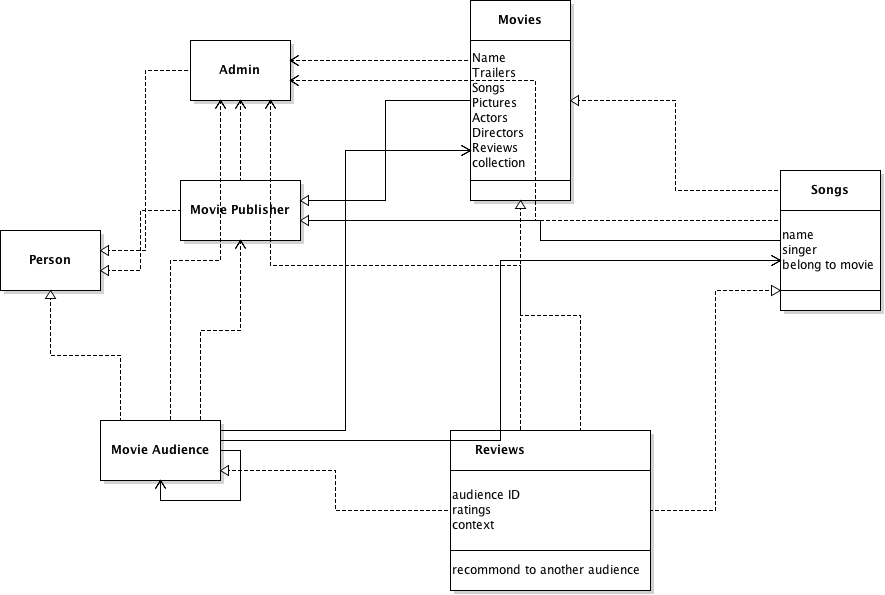 Movies
Name
Trailers
Songs
Pictures
Actors
Directors
Reviews
collection
Admin
Movie Publisher
Songs
name
singer
belong to movie
Person
Movie Audience
Reviews
audience ID
ratings
context
recommond to another audience